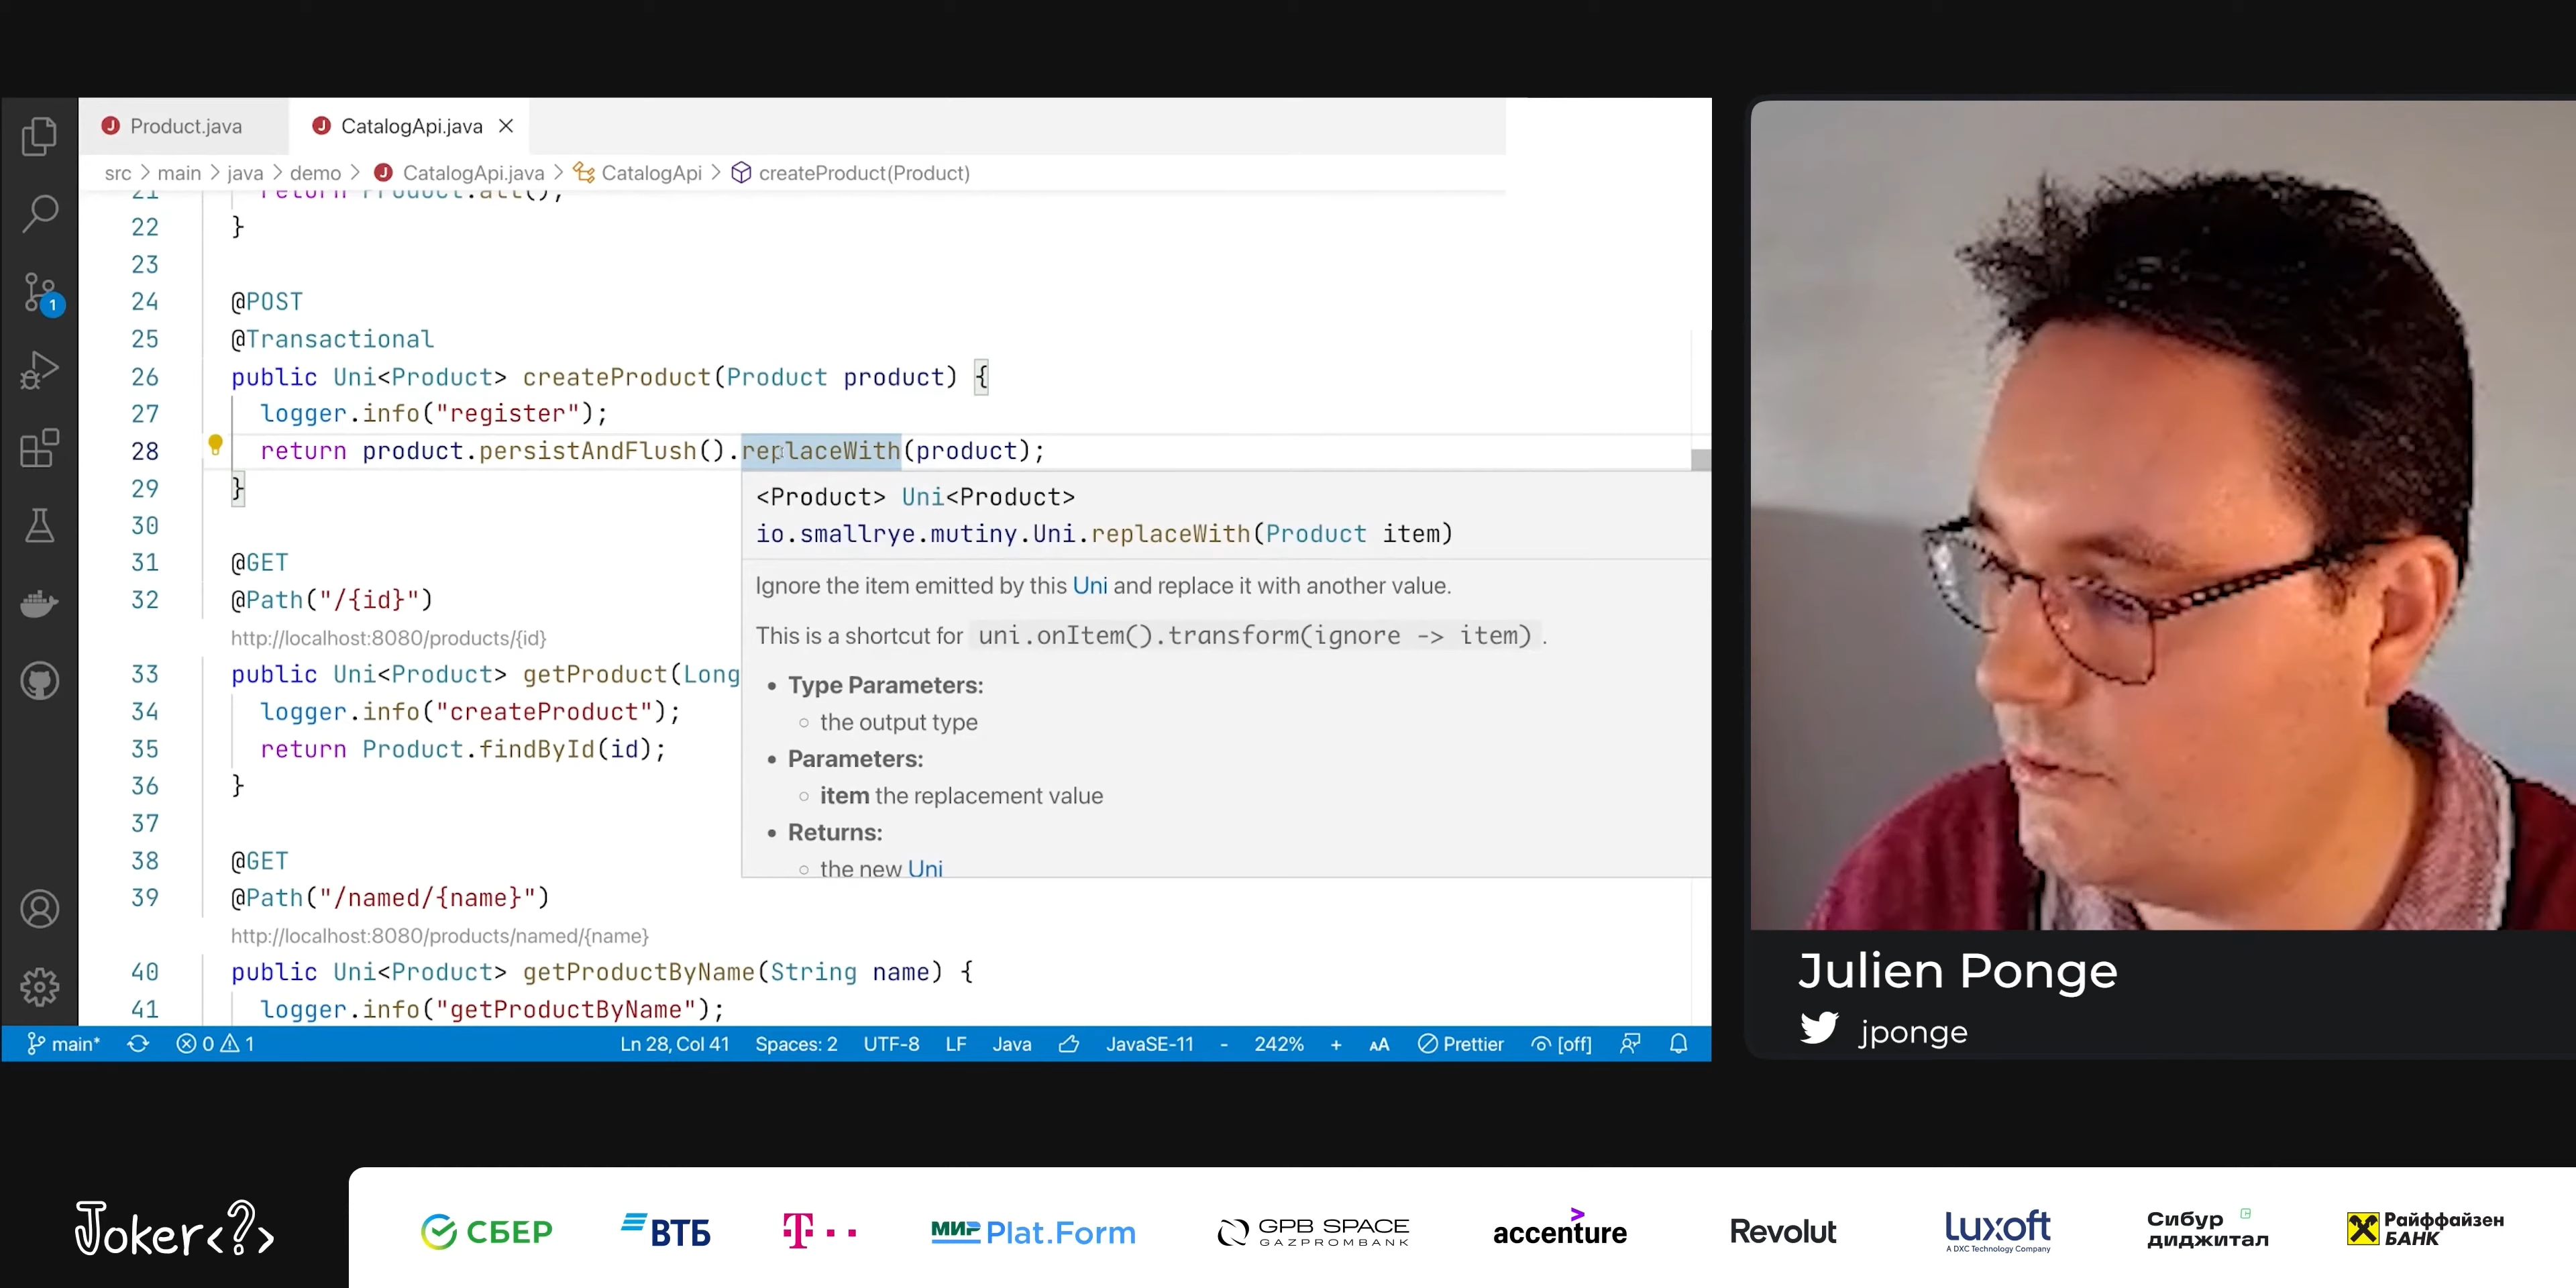 Product.java
CatalogApi.java
src > main > java > demo > CatalogApi.java > CatalogApi > createProduct(Product)
21 return Product.all();
22 }
23
24 @POST
25 @Transactional
26 public Uni<Product> createProduct(Product product) {
27 logger.info("register");
28 return product.persistAndFlush().replaceWith(product);
29 }
<Product> Uni<Product>
io.smallrye.mutiny.Uni.replaceWith(Product item)
Ignore the item emitted by this Uni and replace it with another value.
This is a shortcut for uni.onItem().transform(ignore -> item) .
• Type Parameters:
○ the output type
• Parameters:
○ item the replacement value
• Returns:
○ the new Uni
30
31 @GET
32 @Path("/{id}")
http://localhost:8080/products/{id}
33 public Uni<Product> getProduct(Long
34 logger.info("createProduct");
35 return Product.findById(id);
36 }
37
38 @GET
39 @Path("/named/{name}")
http://localhost:8080/products/named/{name}
40 public Uni<Product> getProductByName(String name) {
41 logger.info("getProductByName");
1
main* 0 1 Ln 28, Col 41 Spaces: 2 UTF-8 LF Java JavaSE-11 - 242% + AA Prettier [off]
Julien Ponge
jponge
Joker<?>
СБЕР
ВТБ
T
МИР Plat.Form
GPB SPACE
GAZPROMBANK
accenture
Revolut
Luxoft
A DXC Technology Company
Сибур
диджитал
Райффайзен
БАНК